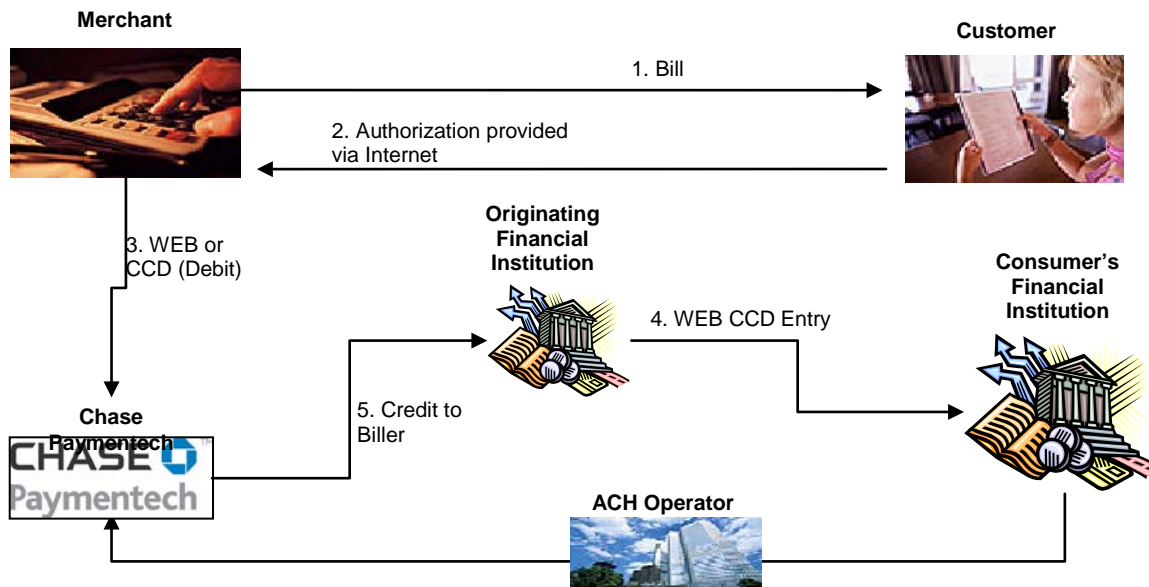 Merchant
Customer
1. Bill
2. Authorization provided
via Internet
Originating
Financial
Institution
3. WEB or
CCD (Debit)
Consumer's
Financial
Institution
4. WEB CCD Entry
5. Credit to
Biller
Chase
Paymentech
CHASE
Paymentech
ACH Operator